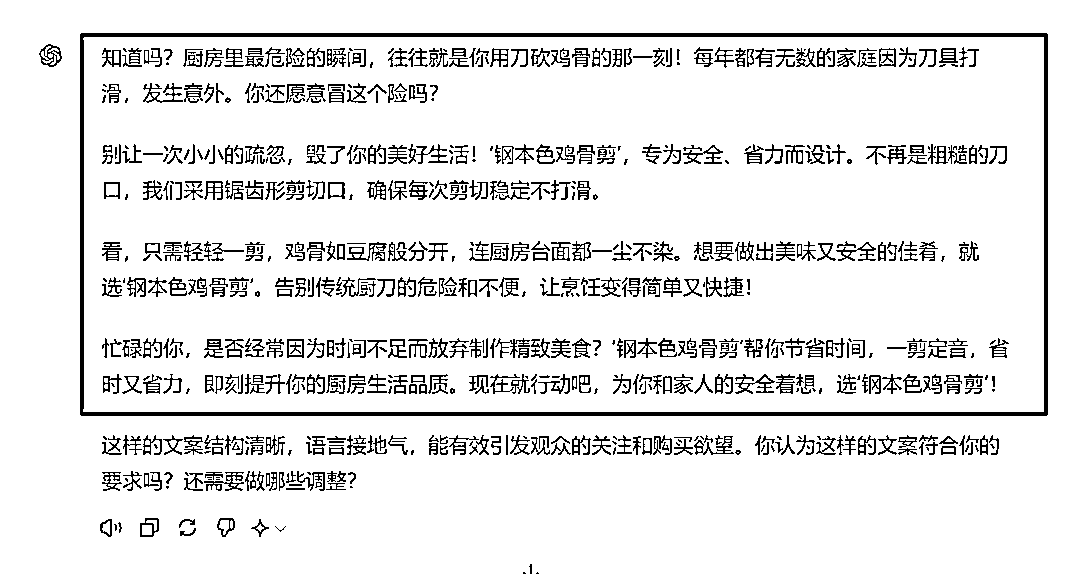 知道吗？厨房里最危险的瞬间，往往就是你用刀砍鸡骨的那一刻！每年都有无数的家庭因为刀具打
滑，发生意外。你还愿意冒这个险吗？
别让一次小小的疏忽，毁了你的美好生活！‘钢本色鸡骨剪’，专为安全、省力而设计。不再是粗糙的刀
口，我们采用锯齿形剪切口，确保每次剪切稳定不打滑。
看，只需轻轻一剪，鸡骨如豆腐般分开，连厨房台面都一尘不染。想要做出美味又安全的佳肴，就
选‘钢本色鸡骨剪’。告别传统厨刀的危险和不便，让烹饪变得简单又快捷！
忙碌的你，是否经常因为时间不足而放弃制作精致美食？‘钢本色鸡骨剪’帮你节省时间，一剪定音，省
时又省力，即刻提升你的厨房生活品质。现在就行动吧，为你和家人的安全着想，选‘钢本色鸡骨剪’！
这样的文案结构清晰，语言接地气，能有效引发观众的关注和购买欲望。你认为这样的文案符合你的
要求吗？还需要做哪些调整？